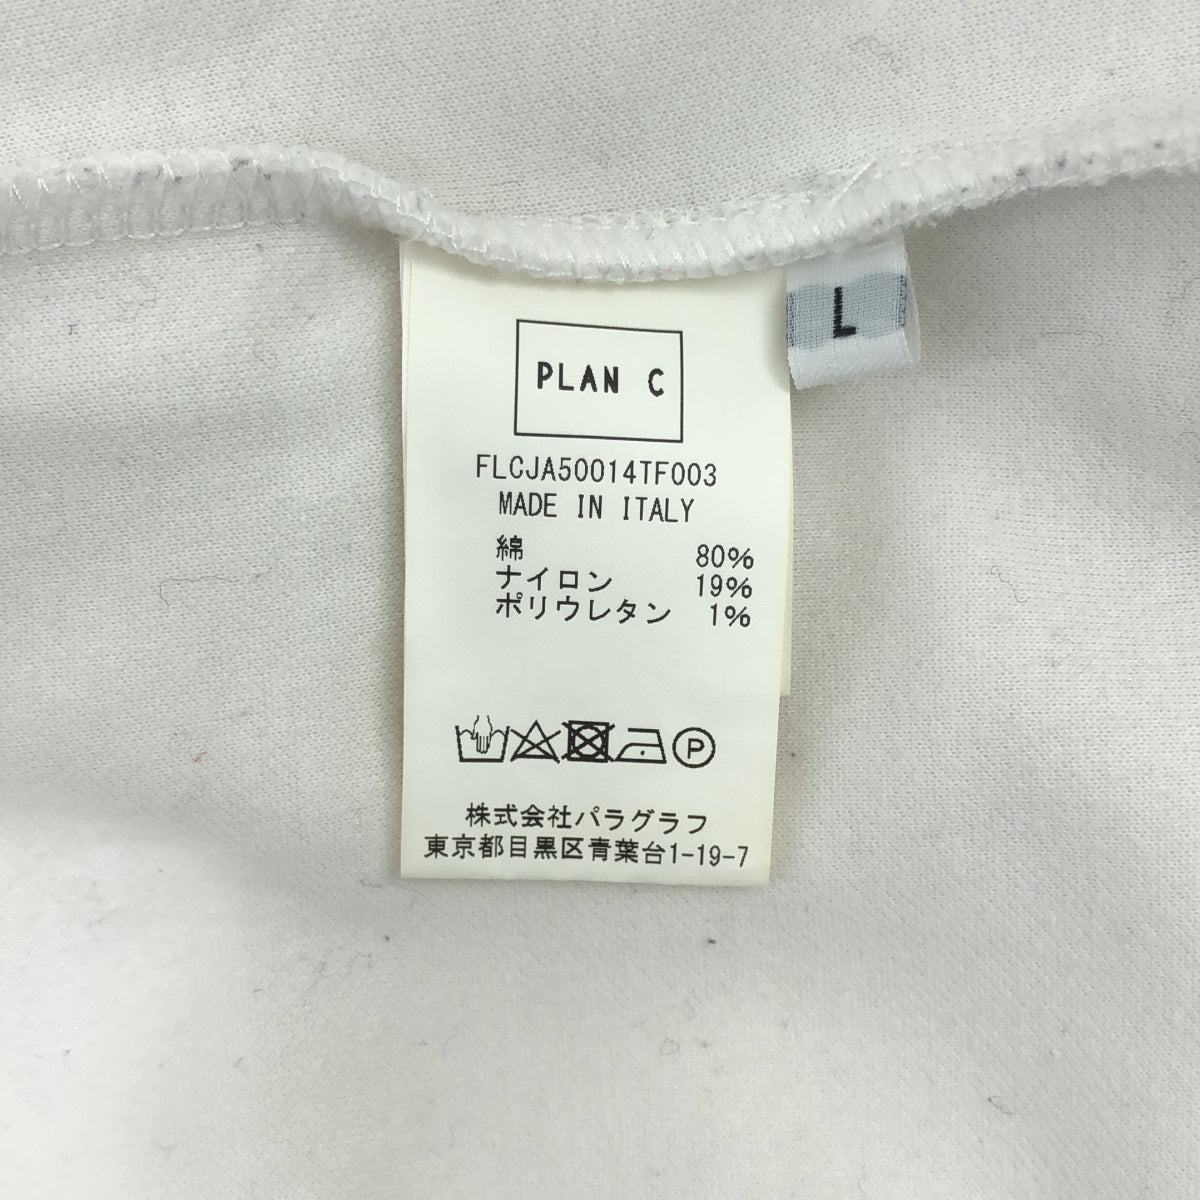 L
PLAN C
FLCJA50014TF003
MADE IN ITALY
綿 80%
ナイロン 19%
ポリウレタン 1%
P
株式会社パラグラフ
東京都目黒区青葉台1-19-7